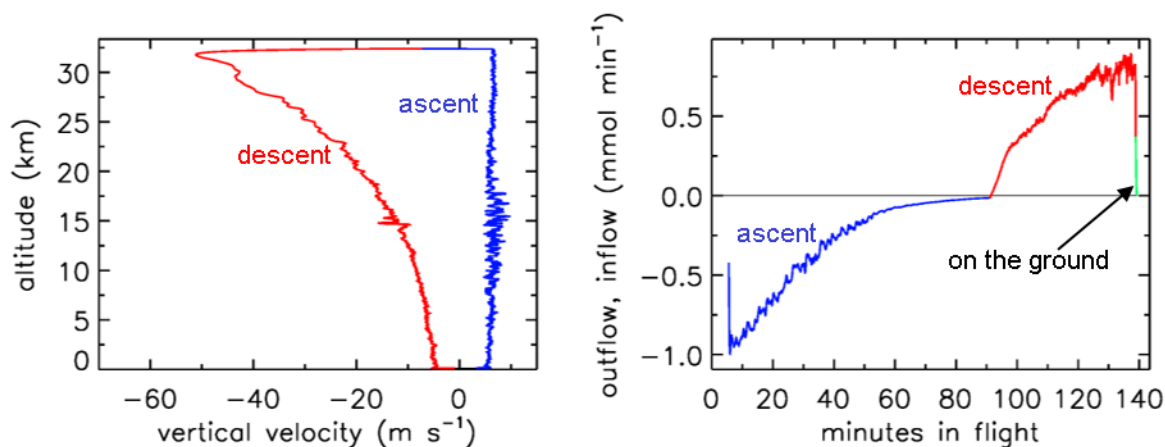 altitude (km)
30
25
20
15
10
5
0
ascent
descent
−60 −40 −20 0
vertical velocity (m s⁻¹)
outflow, inflow (mmol min⁻¹)
0.5
0.0
−0.5
−1.0
descent
ascent
on the ground
0 20 40 60 80 100 120 140
minutes in flight